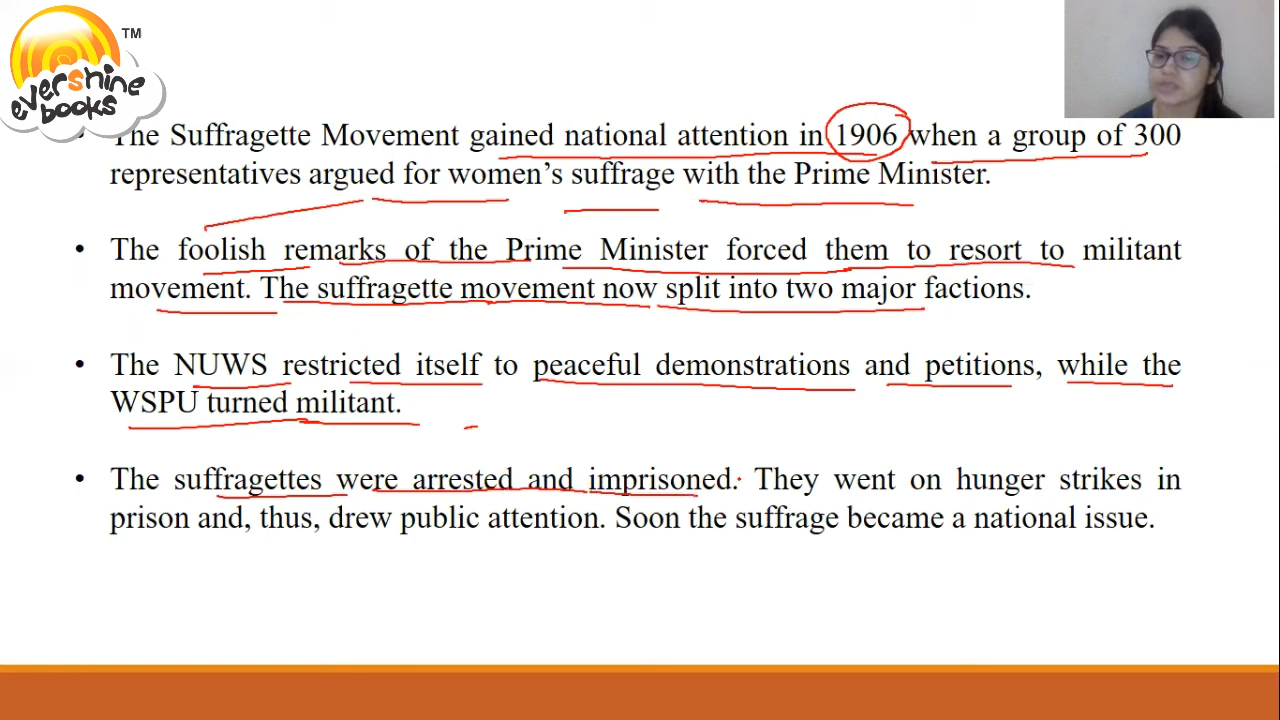 evershine
books
TM
• The Suffragette Movement gained national attention in 1906 when a group of 300
representatives argued for women’s suffrage with the Prime Minister.
• The foolish remarks of the Prime Minister forced them to resort to militant
movement. The suffragette movement now split into two major factions.
• The NUWS restricted itself to peaceful demonstrations and petitions, while the
WSPU turned militant.
• The suffragettes were arrested and imprisoned. They went on hunger strikes in
prison and, thus, drew public attention. Soon the suffrage became a national issue.